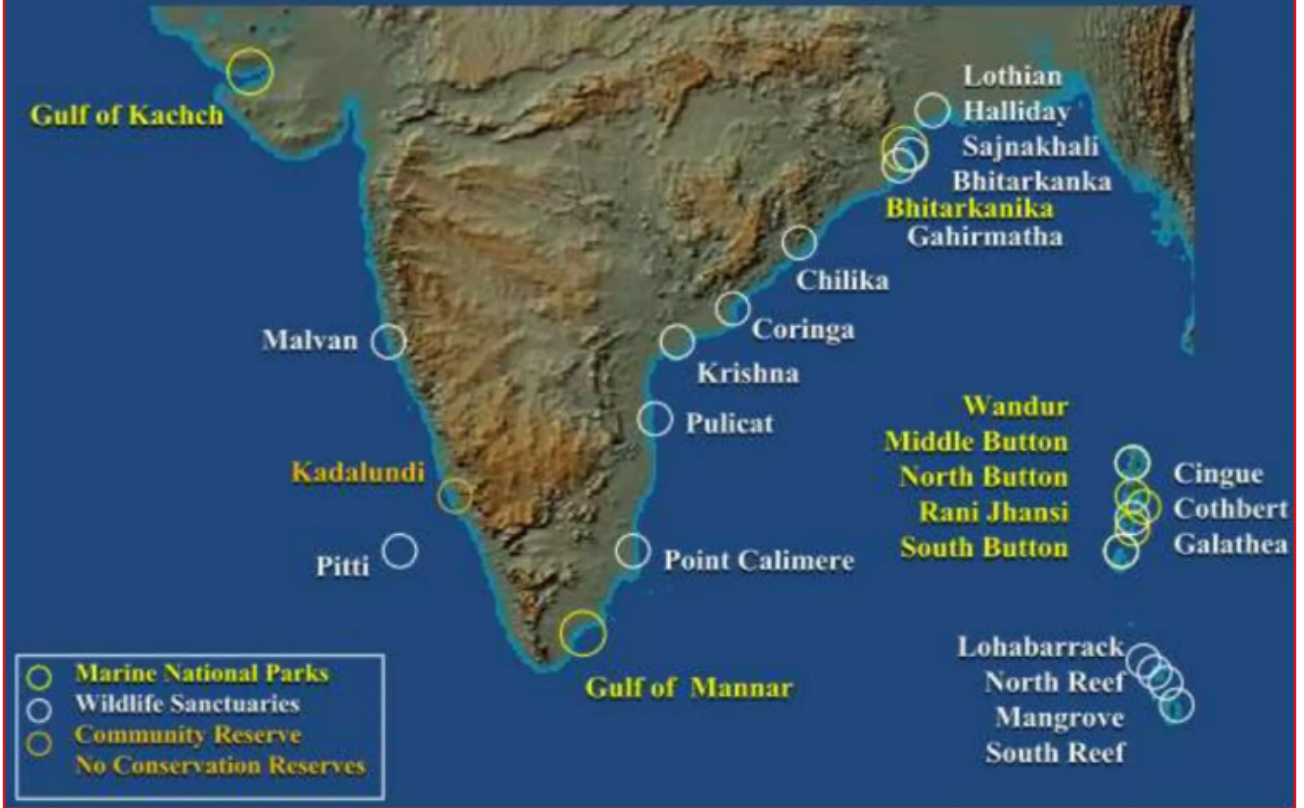 Lothian
Gulf of Kachch
Halliday
Sajnakhali
Bhitarkanka
Bhitarkanika
Gahirmatha
Chilika
Coringa
Malvan
Krishna
Wandur
Pulicat
Middle Button
Kadalundi
North Button
Cingue
Rani Jhansi
Cothbert
South Button
Galathea
Pitti
Point Calimere
Lohabarrack
North Reef
Mangrove
South Reef
Gulf of Mannar
Marine National Parks
Wildlife Sanctuaries
Community Reserve
No Conservation Reserves